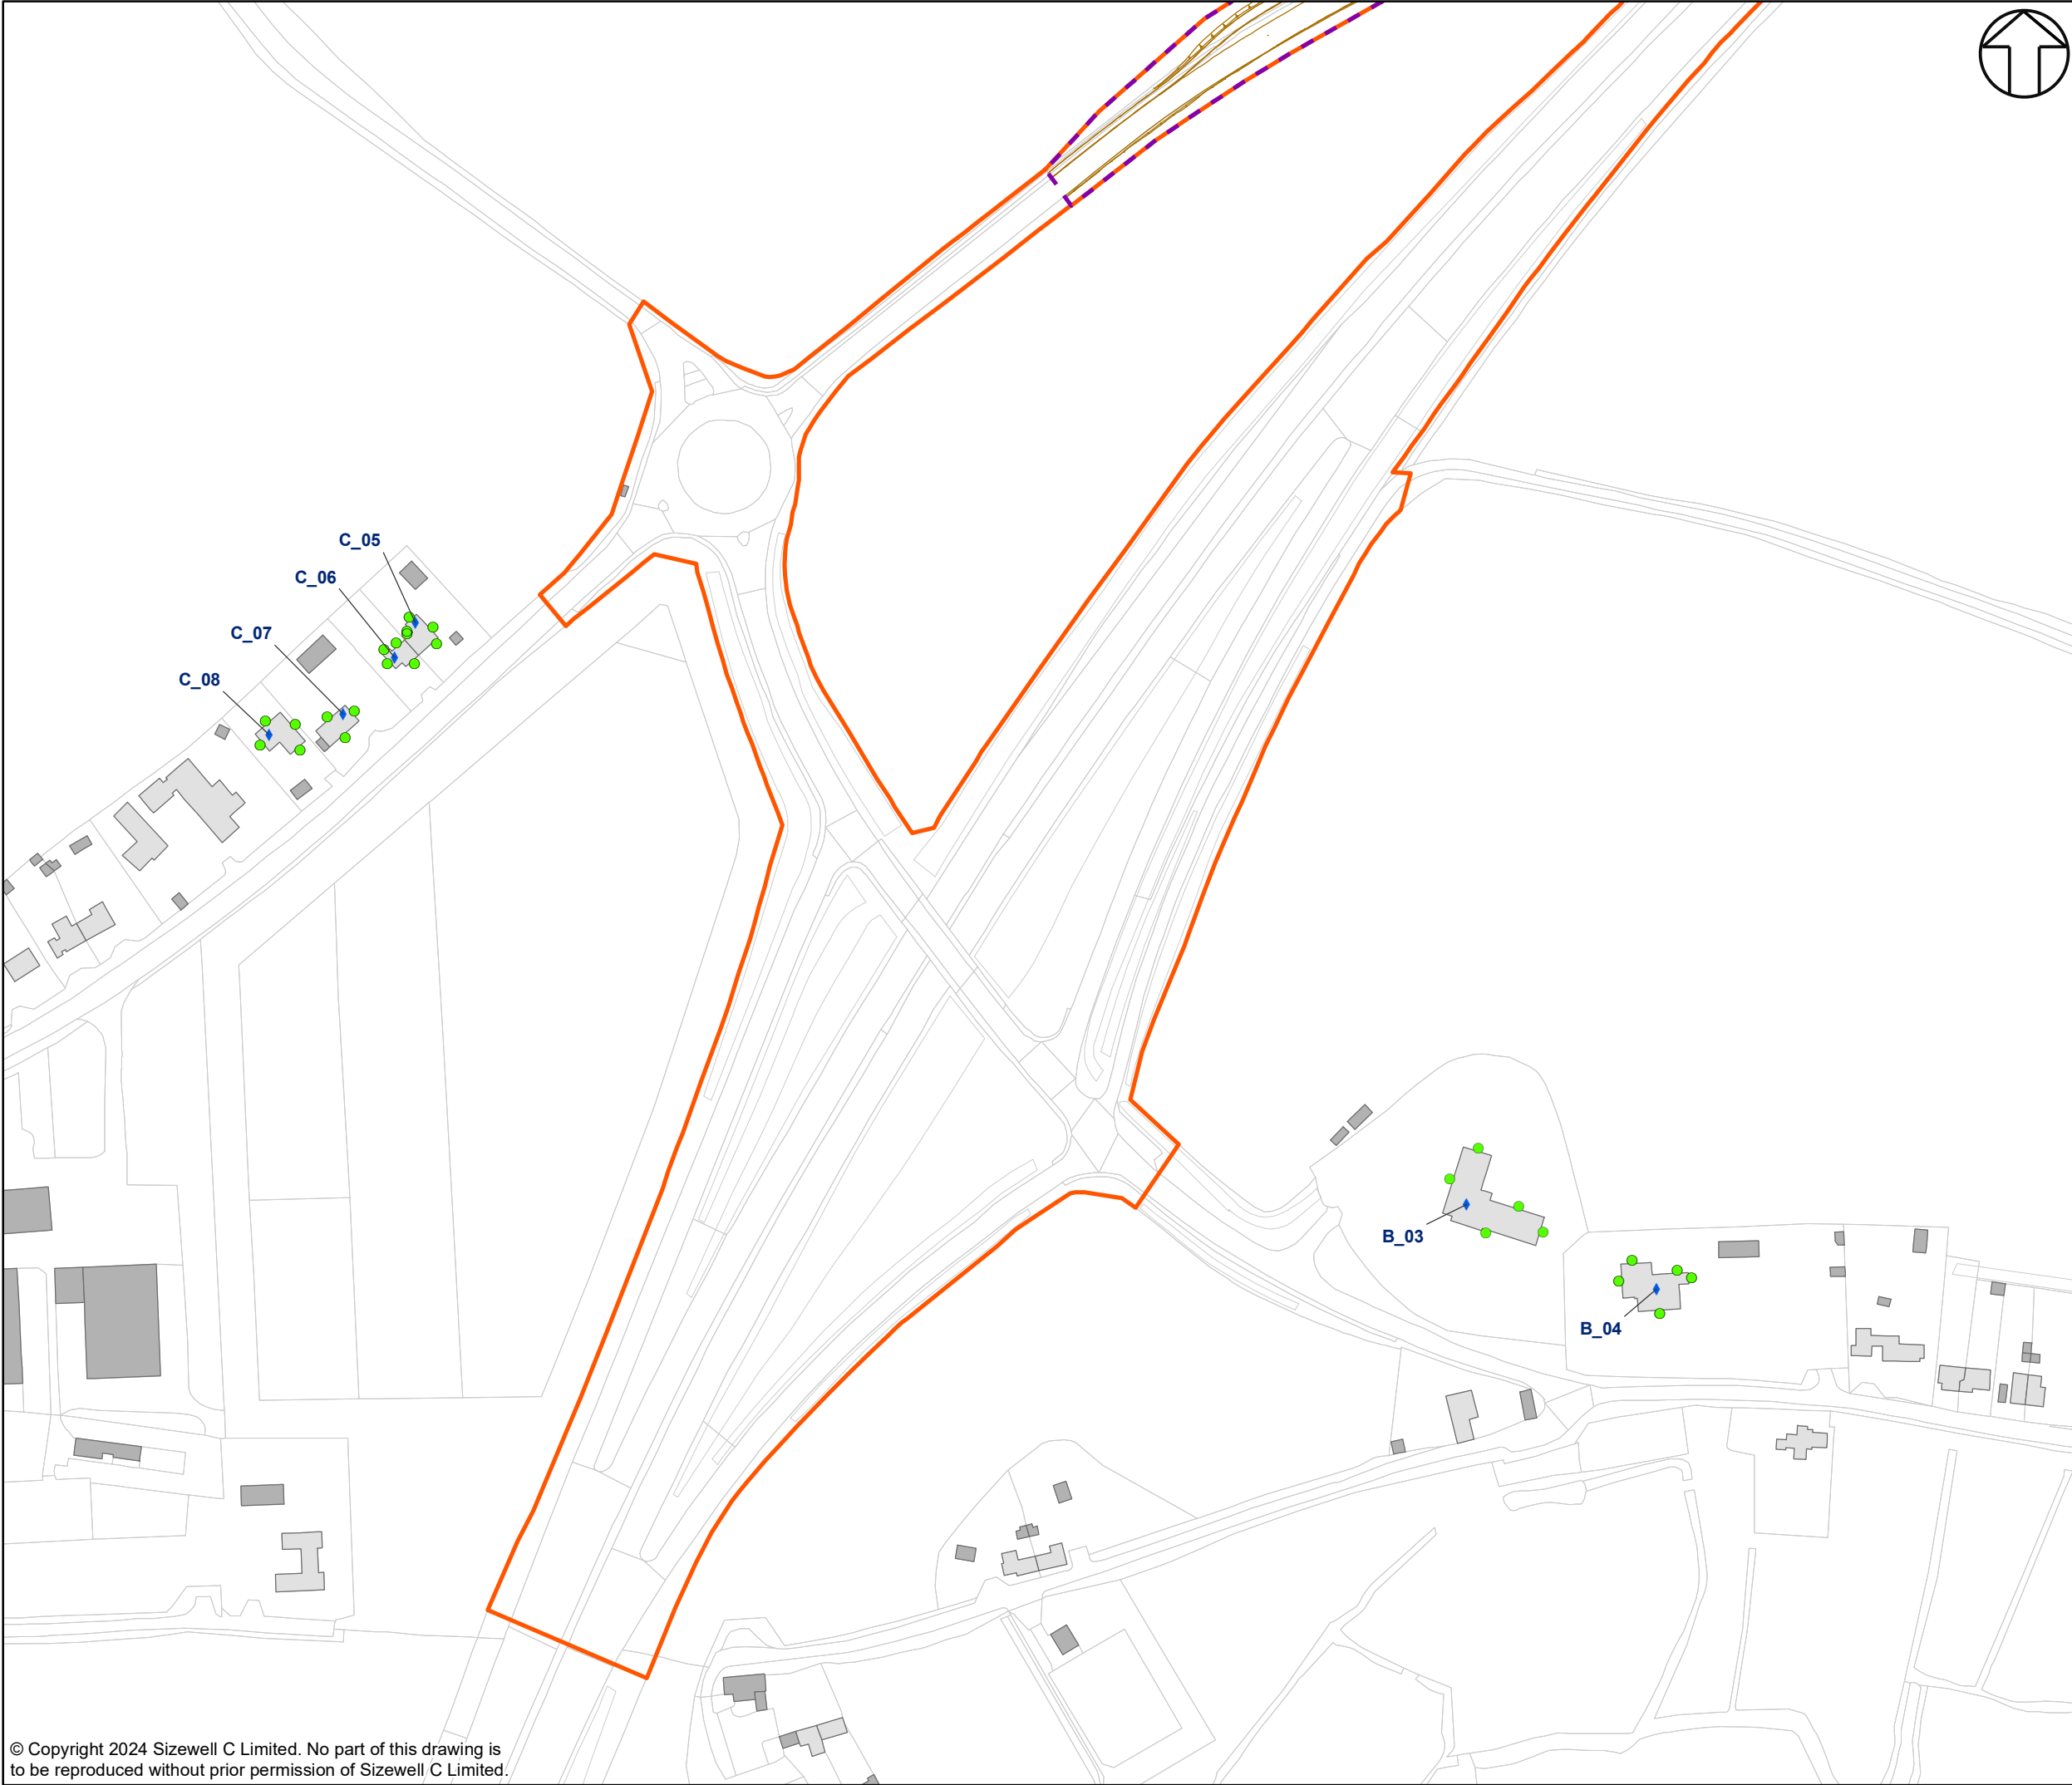 C_05
C_06
C_07
C_08
B_03
B_04
© Copyright 2024 Sizewell C Limited. No part of this drawing is
to be reproduced without prior permission of Sizewell C Limited.